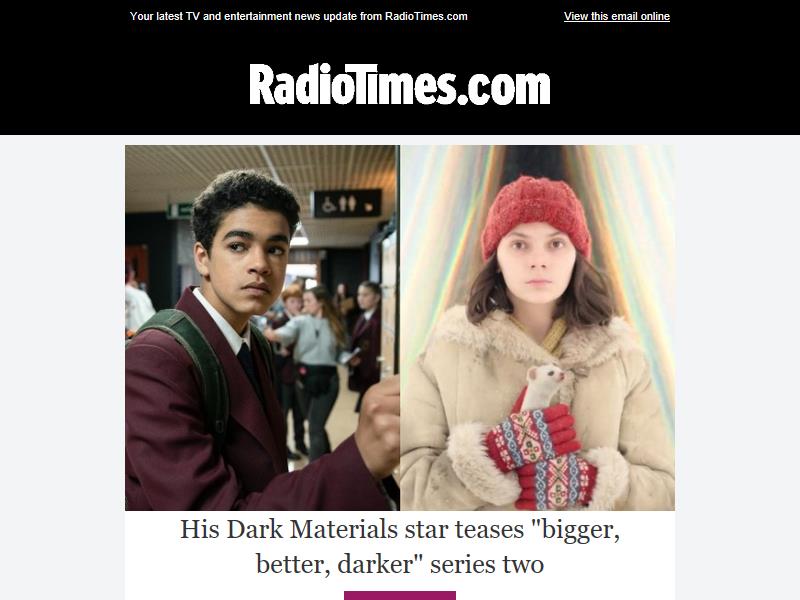 Your latest TV and entertainment news update from RadioTimes.com
View this email online
RadioTimes.com
His Dark Materials star teases "bigger,
better, darker" series two